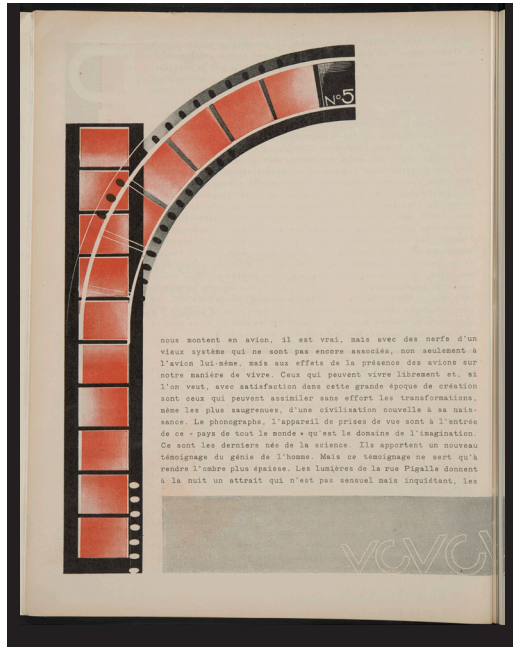 N° 5
nous montent en avion, il est vrai, mais avec des nerfs d'un
vieux système qui ne sont pas encore associés, non seulement à
l'avion lui-même, mais aux effets de la présence des avions sur
notre manière de vivre. Ceux qui peuvent vivre librement et, si
l'on veut, avec satisfaction dans cette grande époque de création
sont ceux qui peuvent assimiler sans effort les transformations,
même les plus saugrenues, d'une civilisation nouvelle à sa nais-
sance. Le phonographe, l'appareil de prises de vue sont à l'entrée
de ce « pays de tout le monde » qu'est le domaine de l'imagination.
Ce sont les derniers nés de la science. Ils apportent un nouveau
témoignage du génie de l'homme. Mais ce témoignage ne sert qu'à
rendre l'ombre plus épaisse. Les lumières de la rue Pigalle donnent
à la nuit un attrait qui n'est pas sensuel mais inquiétant, les